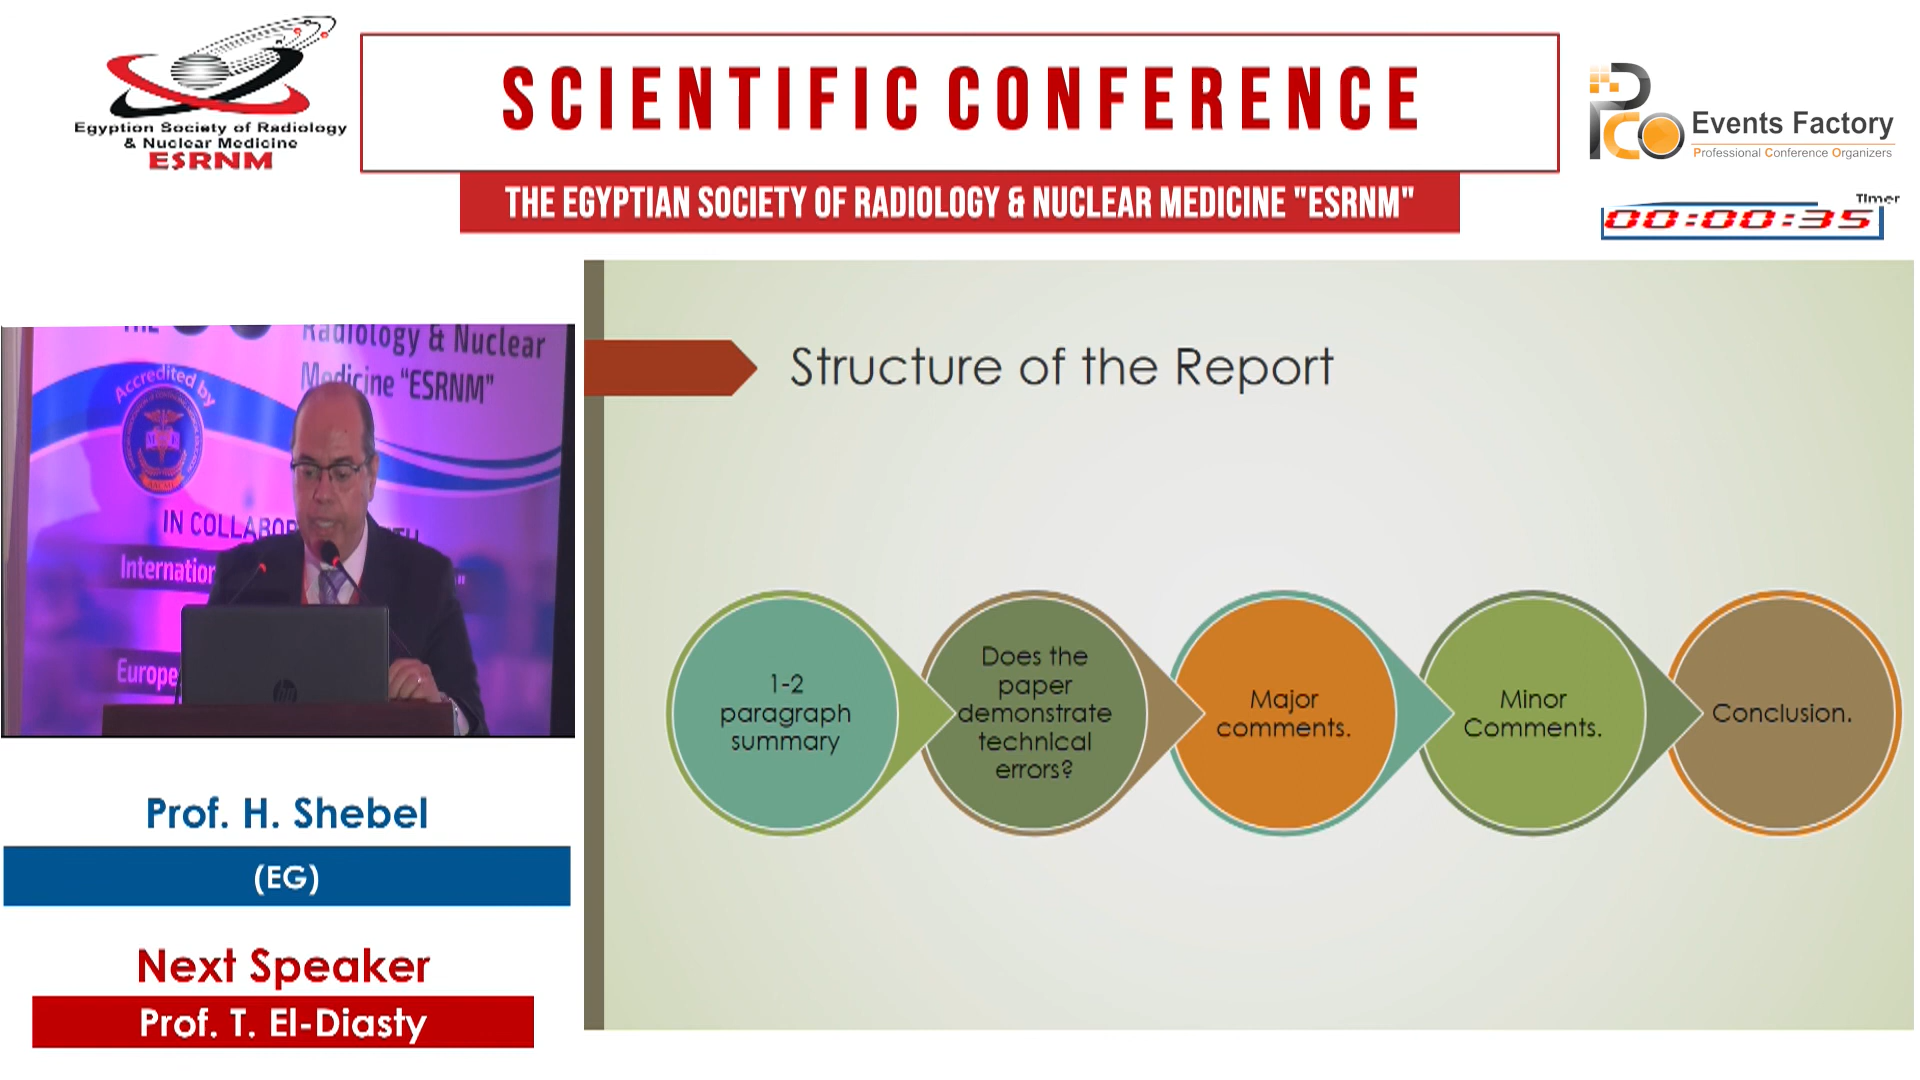 Egyptian Society of Radiology
& Nuclear Medicine
ESRNM
SCIENTIFIC CONFERENCE
THE EGYPTIAN SOCIETY OF RADIOLOGY & NUCLEAR MEDICINE "ESRNM"
PCO
Events Factory
Professional Conference Organizers
Timer
00:00:35
Radiology & Nuclear
Medicine "ESRNM"
Accredited by
IN COLLABOR
Internation
Europe
Structure of the Report
1-2
paragraph
summary
Does the
paper
demonstrate
technical
errors?
Major
comments.
Minor
Comments.
Conclusion.
Prof. H. Shebel
(EG)
Next Speaker
Prof. T. El-Diasty